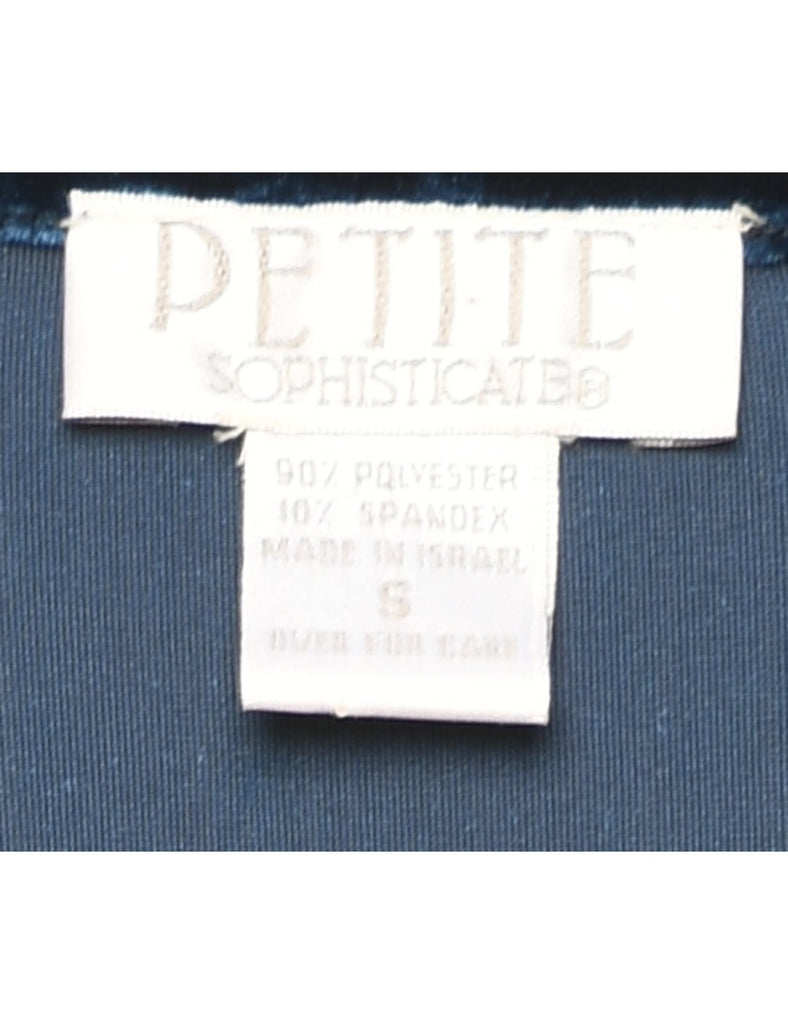 PETITE
SOPHISTICATE®
90% POLYESTER
10% SPANDEX
MADE IN ISRAEL
S
OVER FOR CARE